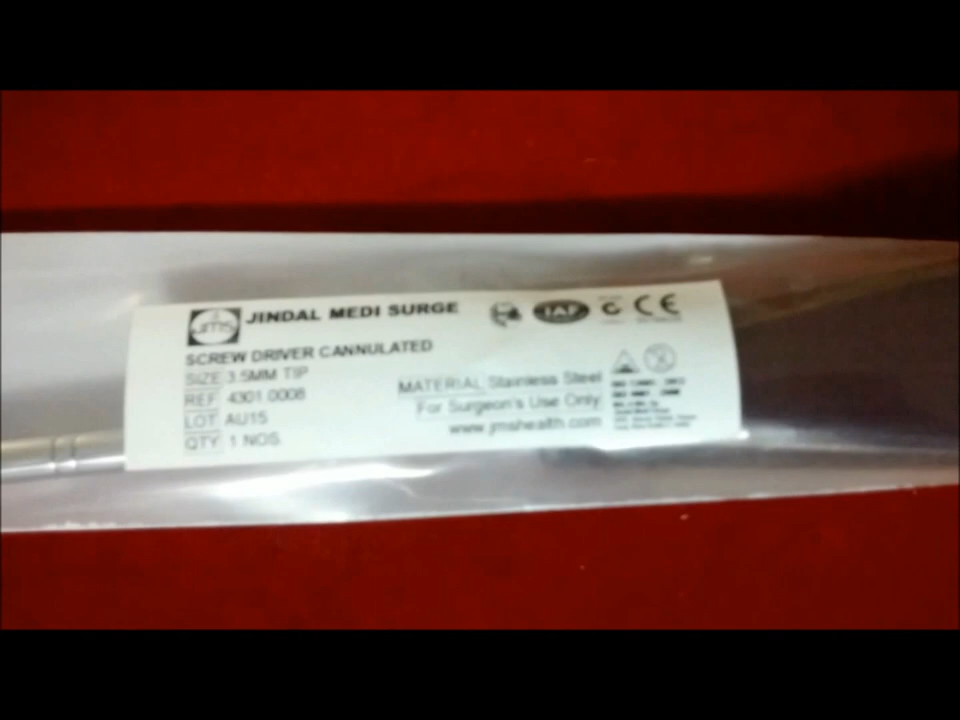 jms JINDAL MEDI SURGE IAF CE
SCREW DRIVER CANNULATED
SIZE 3.5MM TIP
REF 4301.0008
LOT AU15
QTY 1 NOS.
MATERIAL Stainless Steel
For Surgeon's Use Only
www.jmshealth.com